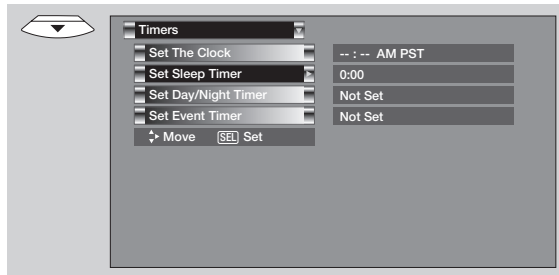 Timers
Set The Clock -- : -- AM PST
Set Sleep Timer 0:00
Set Day/Night Timer Not Set
Set Event Timer Not Set
Move SEL Set